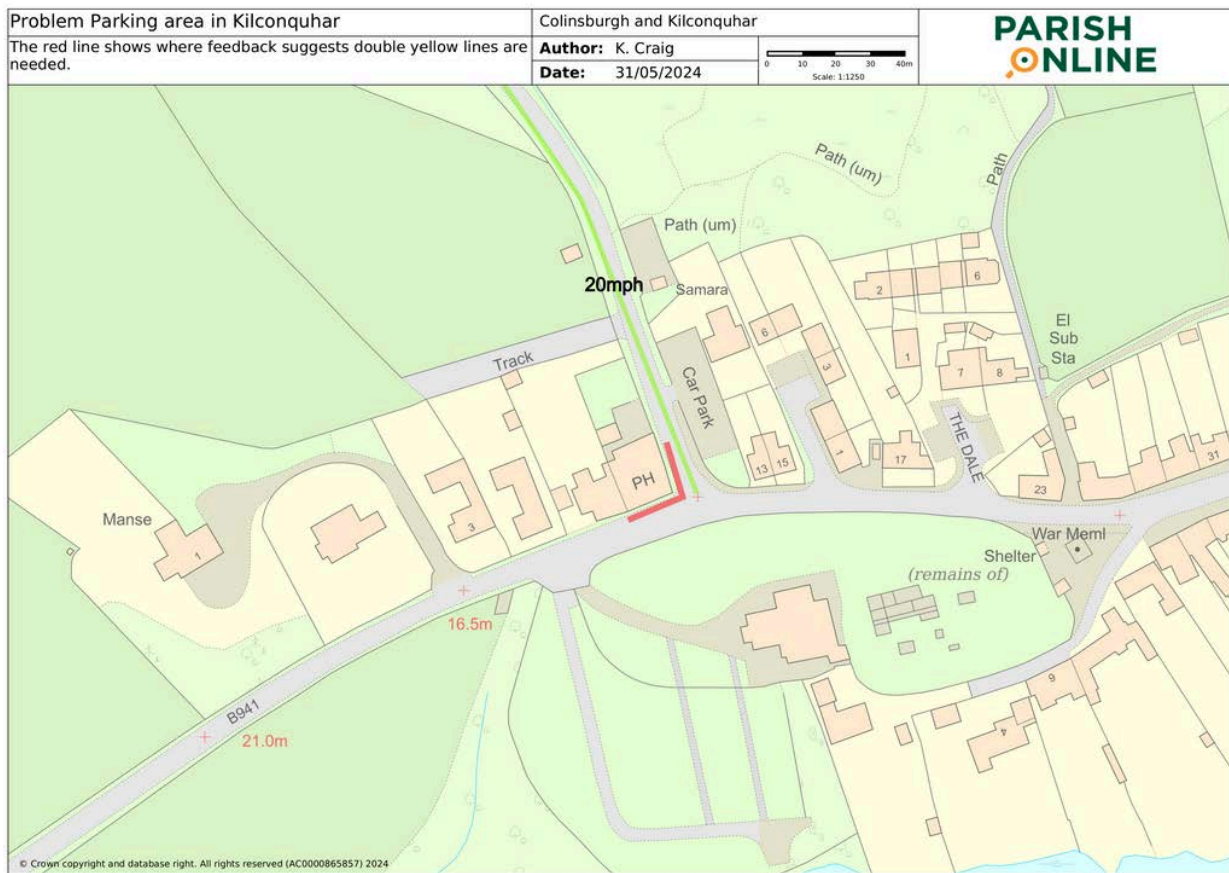 Problem Parking area in Kilconquhar
The red line shows where feedback suggests double yellow lines are
needed.
Colinsburgh and Kilconquhar
Author: K. Craig
Date: 31/05/2024
0 10 20 30 40m
Scale: 1:1250
PARISH
ONLINE
Path (um)
Path
Path (um)
20mph
Samara
2
6
El
Sub
Sta
6
3
1
7
8
Track
Car Park
THE DALE
PH
13
15
1
17
23
31
Manse
1
3
War Meml
Shelter
(remains of)
16.5m
9
4
B941
21.0m
© Crown copyright and database right. All rights reserved (AC0000865857) 2024